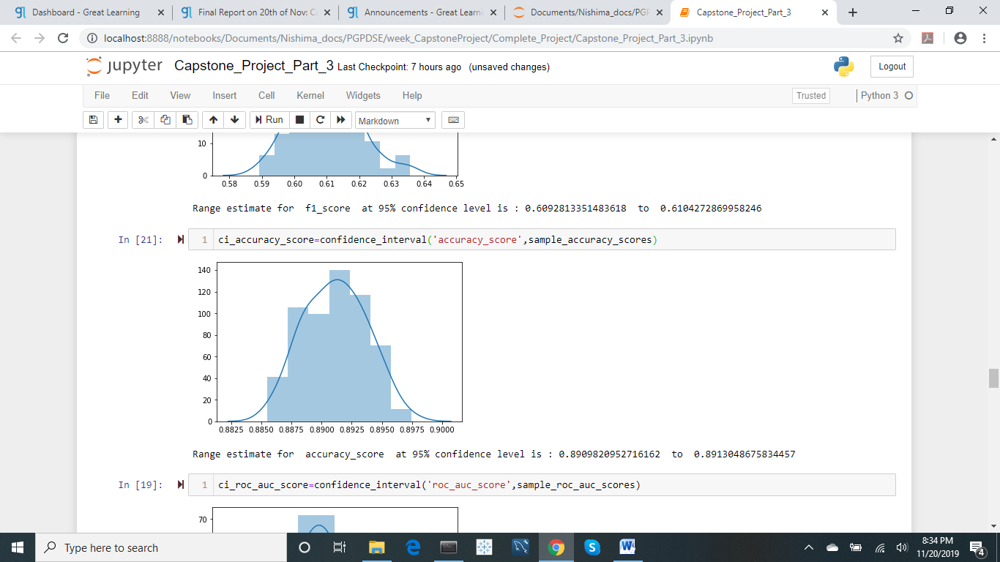 Dashboard - Great Learning
Final Report on 20th of Nov: C
Announcements - Great Learni
Documents/Nishima_docs/PGP
Capstone_Project_Part_3
localhost:8888/notebooks/Documents/Nishima_docs/PGPDSE/week_CapstoneProject/Complete_Project/Capstone_Project_Part_3.ipynb
jupyter Capstone_Project_Part_3 Last Checkpoint: 7 hours ago (unsaved changes)
Logout
File Edit View Insert Cell Kernel Widgets Help
Trusted
Python 3
Run
Markdown
10
0
0.58 0.59 0.60 0.61 0.62 0.63 0.64 0.65
Range estimate for  f1_score  at 95% confidence level is : 0.6092813351483618  to  0.6104272869958246
In [21]:
1 ci_accuracy_score=confidence_interval('accuracy_score',sample_accuracy_scores)
140
120
100
80
60
40
20
0
0.8825 0.8850 0.8875 0.8900 0.8925 0.8950 0.8975 0.9000
Range estimate for  accuracy_score  at 95% confidence level is : 0.8909820952716162  to  0.8913048675834457
In [19]:
1 ci_roc_auc_score=confidence_interval('roc_auc_score',sample_roc_auc_scores)
70
Type here to search
8:34 PM
11/20/2019
4